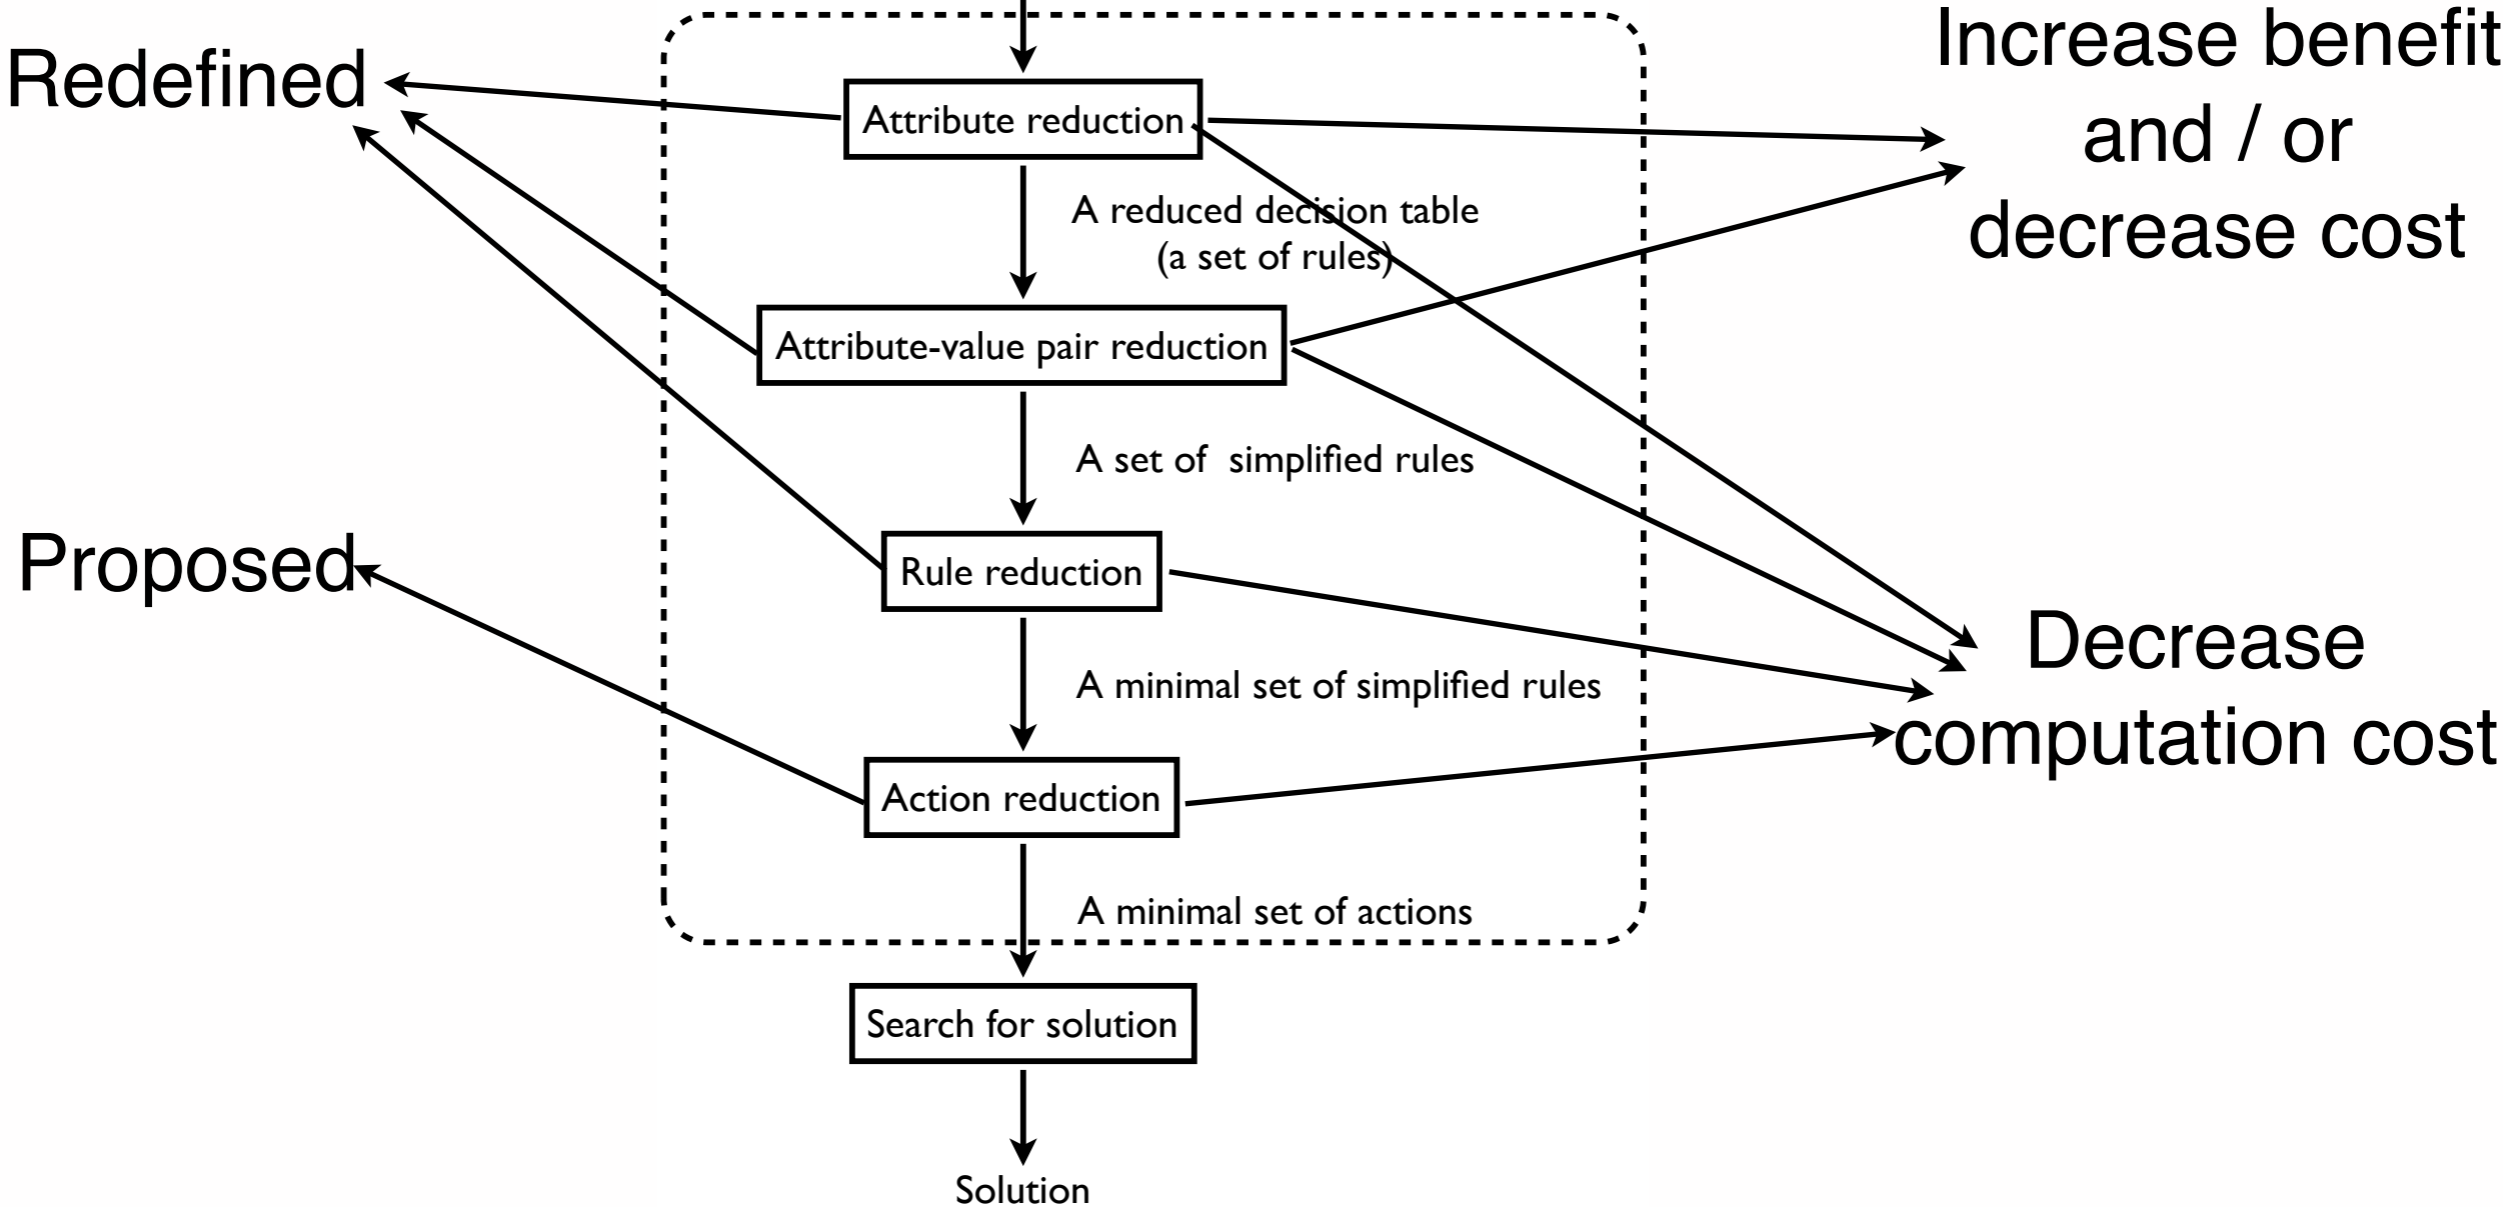 Redefined
Increase benefit
and / or
decrease cost
Attribute reduction
A reduced decision table
(a set of rules)
Attribute-value pair reduction
A set of  simplified rules
Proposed
Rule reduction
Decrease
computation cost
A minimal set of simplified rules
Action reduction
A minimal set of actions
Search for solution
Solution